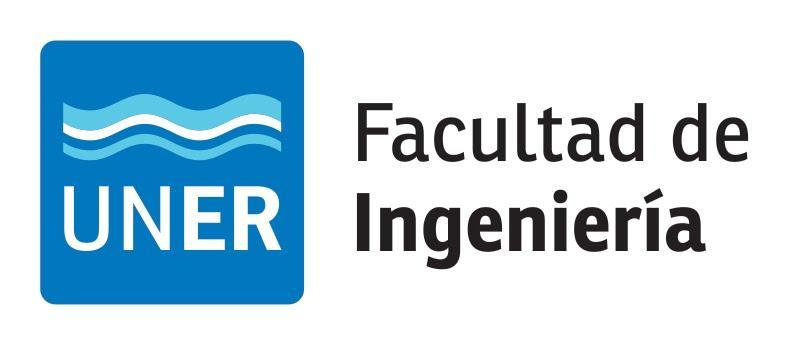 UNER
Facultad de
Ingeniería